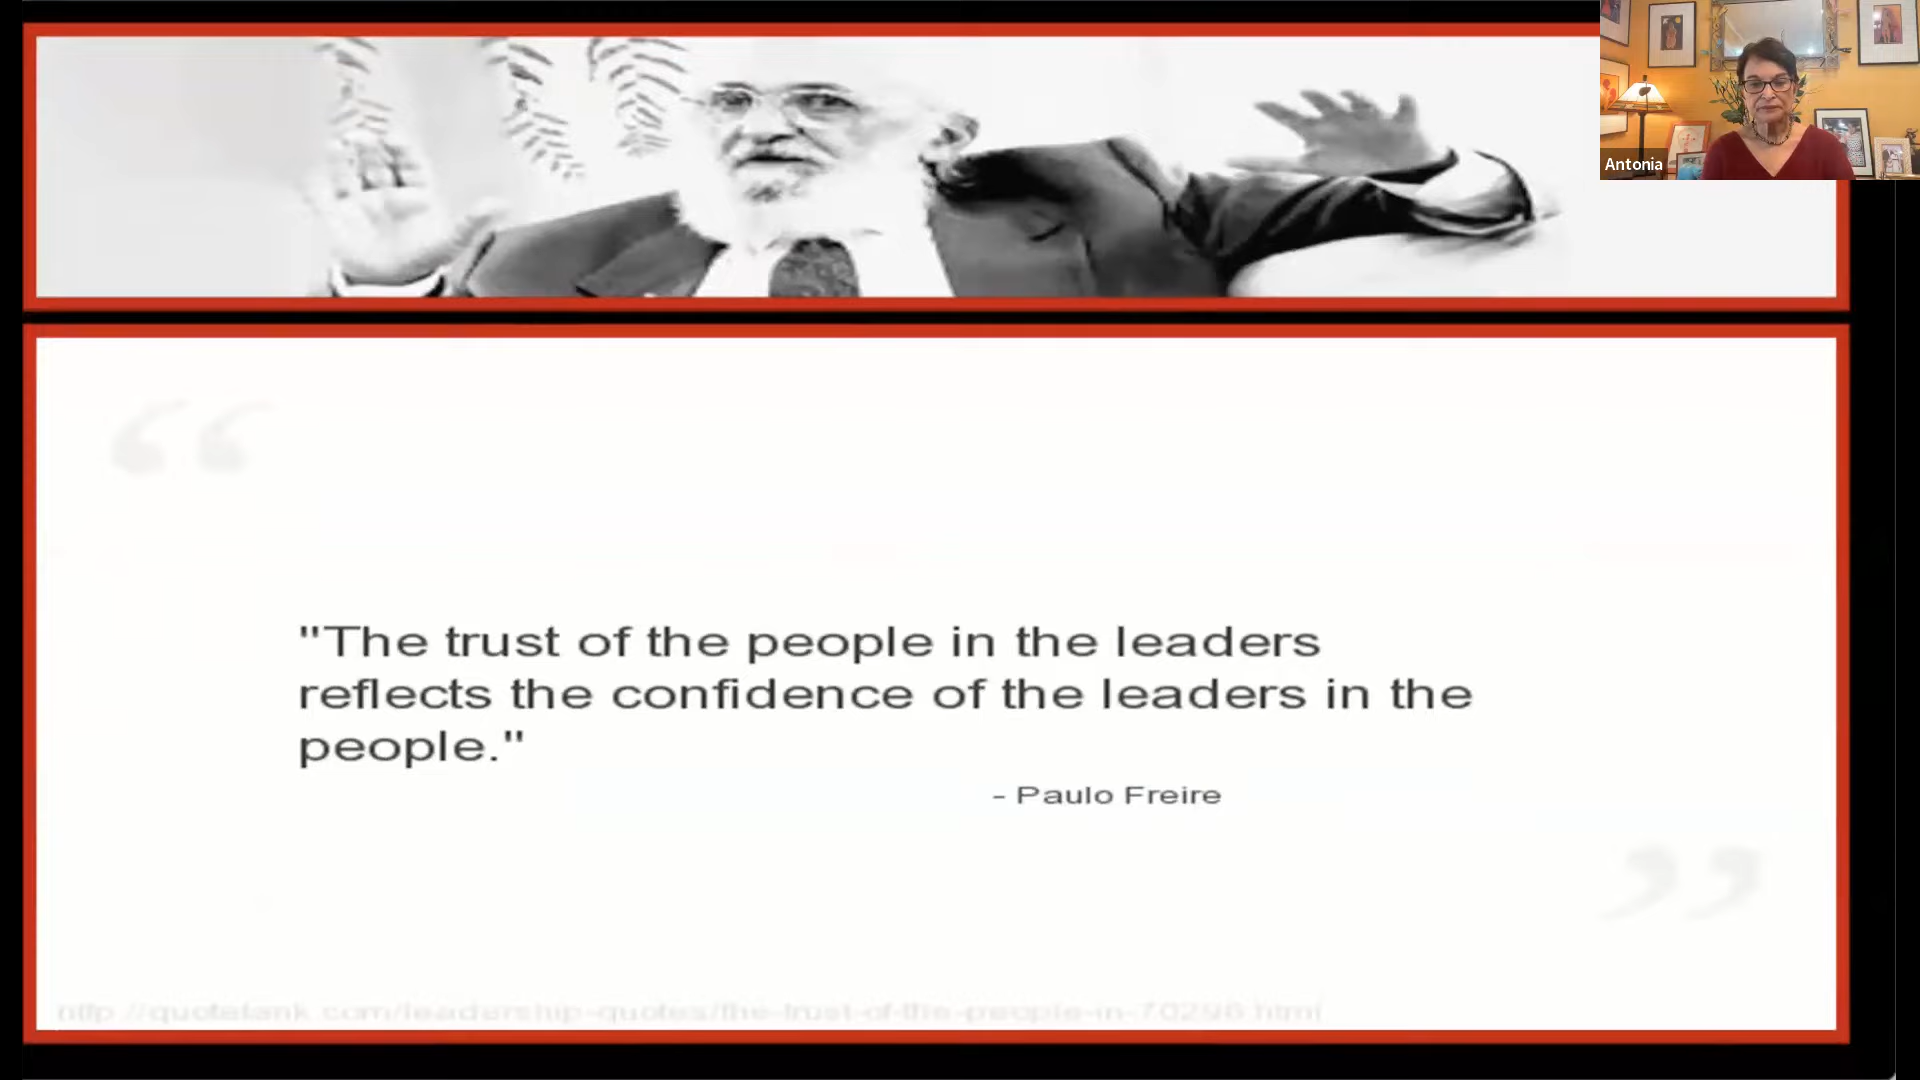 Antonia
"The trust of the people in the leaders
reflects the confidence of the leaders in the
people."
- Paulo Freire
http://quotetank.com/leadership-quotes/the-trust-of-the-people-in-70296.html